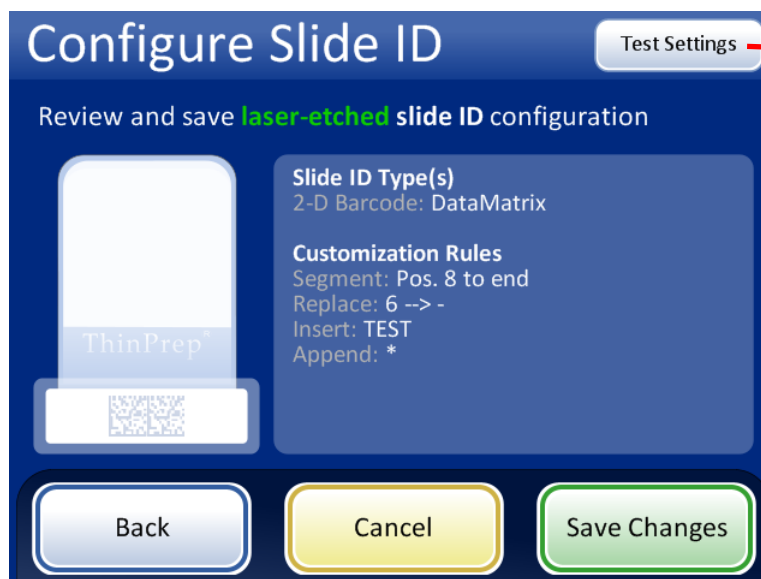 Configure Slide ID
Test Settings
Review and save laser-etched slide ID configuration
Slide ID Type(s)
2-D Barcode: DataMatrix
Customization Rules
Segment: Pos. 8 to end
Replace: 6 --> -
Insert: TEST
Append: *
ThinPrep®
Back
Cancel
Save Changes